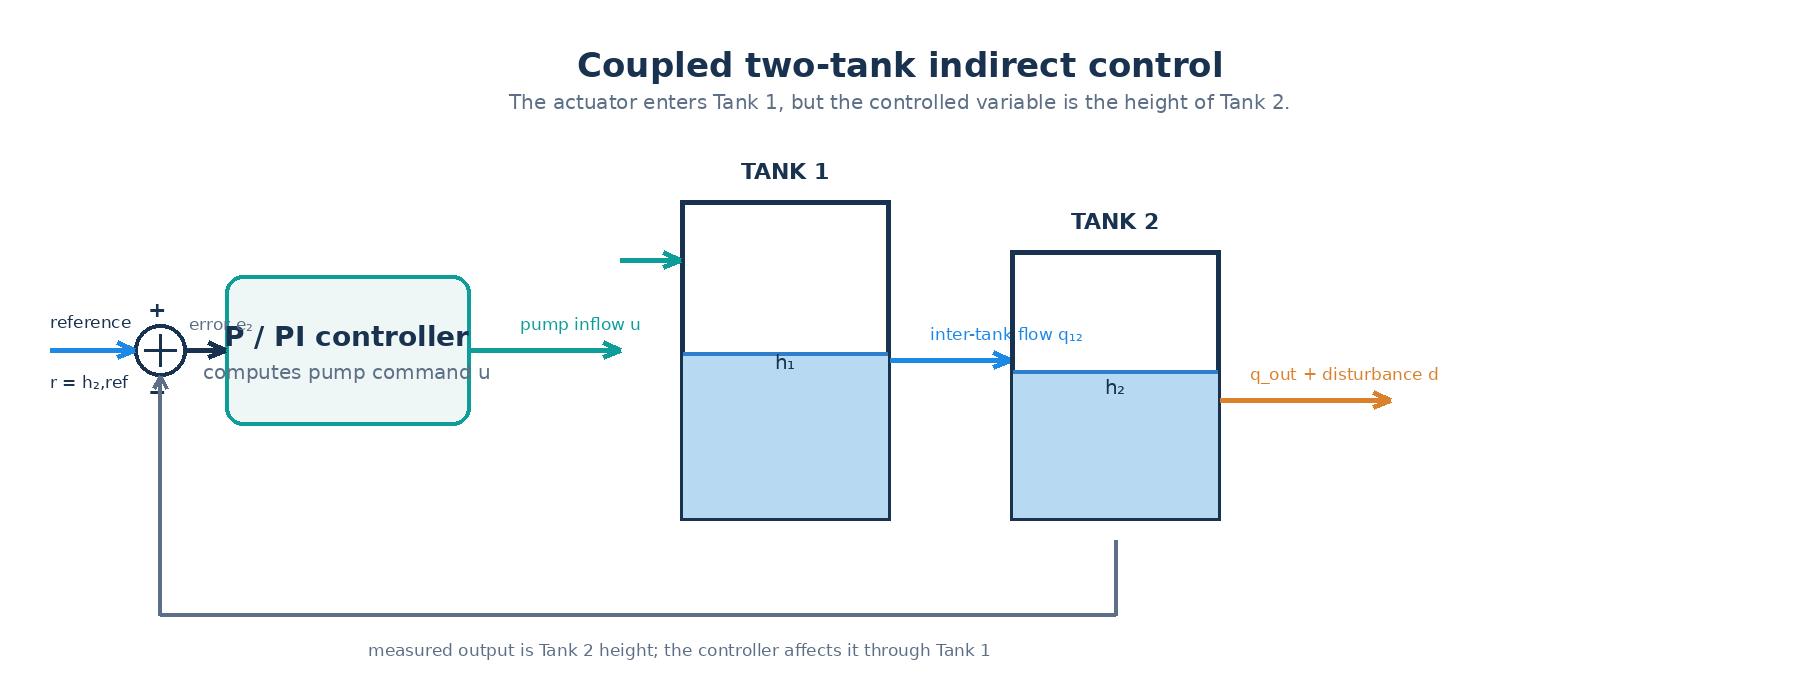 Coupled two-tank indirect control
The actuator enters Tank 1, but the controlled variable is the height of Tank 2.
TANK 1
TANK 2
+
reference
error e₂
P / PI controller
pump inflow u
inter-tank flow q₁₂
h₁
computes pump command u
r = h₂,ref
−
h₂
q_out + disturbance d
measured output is Tank 2 height; the controller affects it through Tank 1